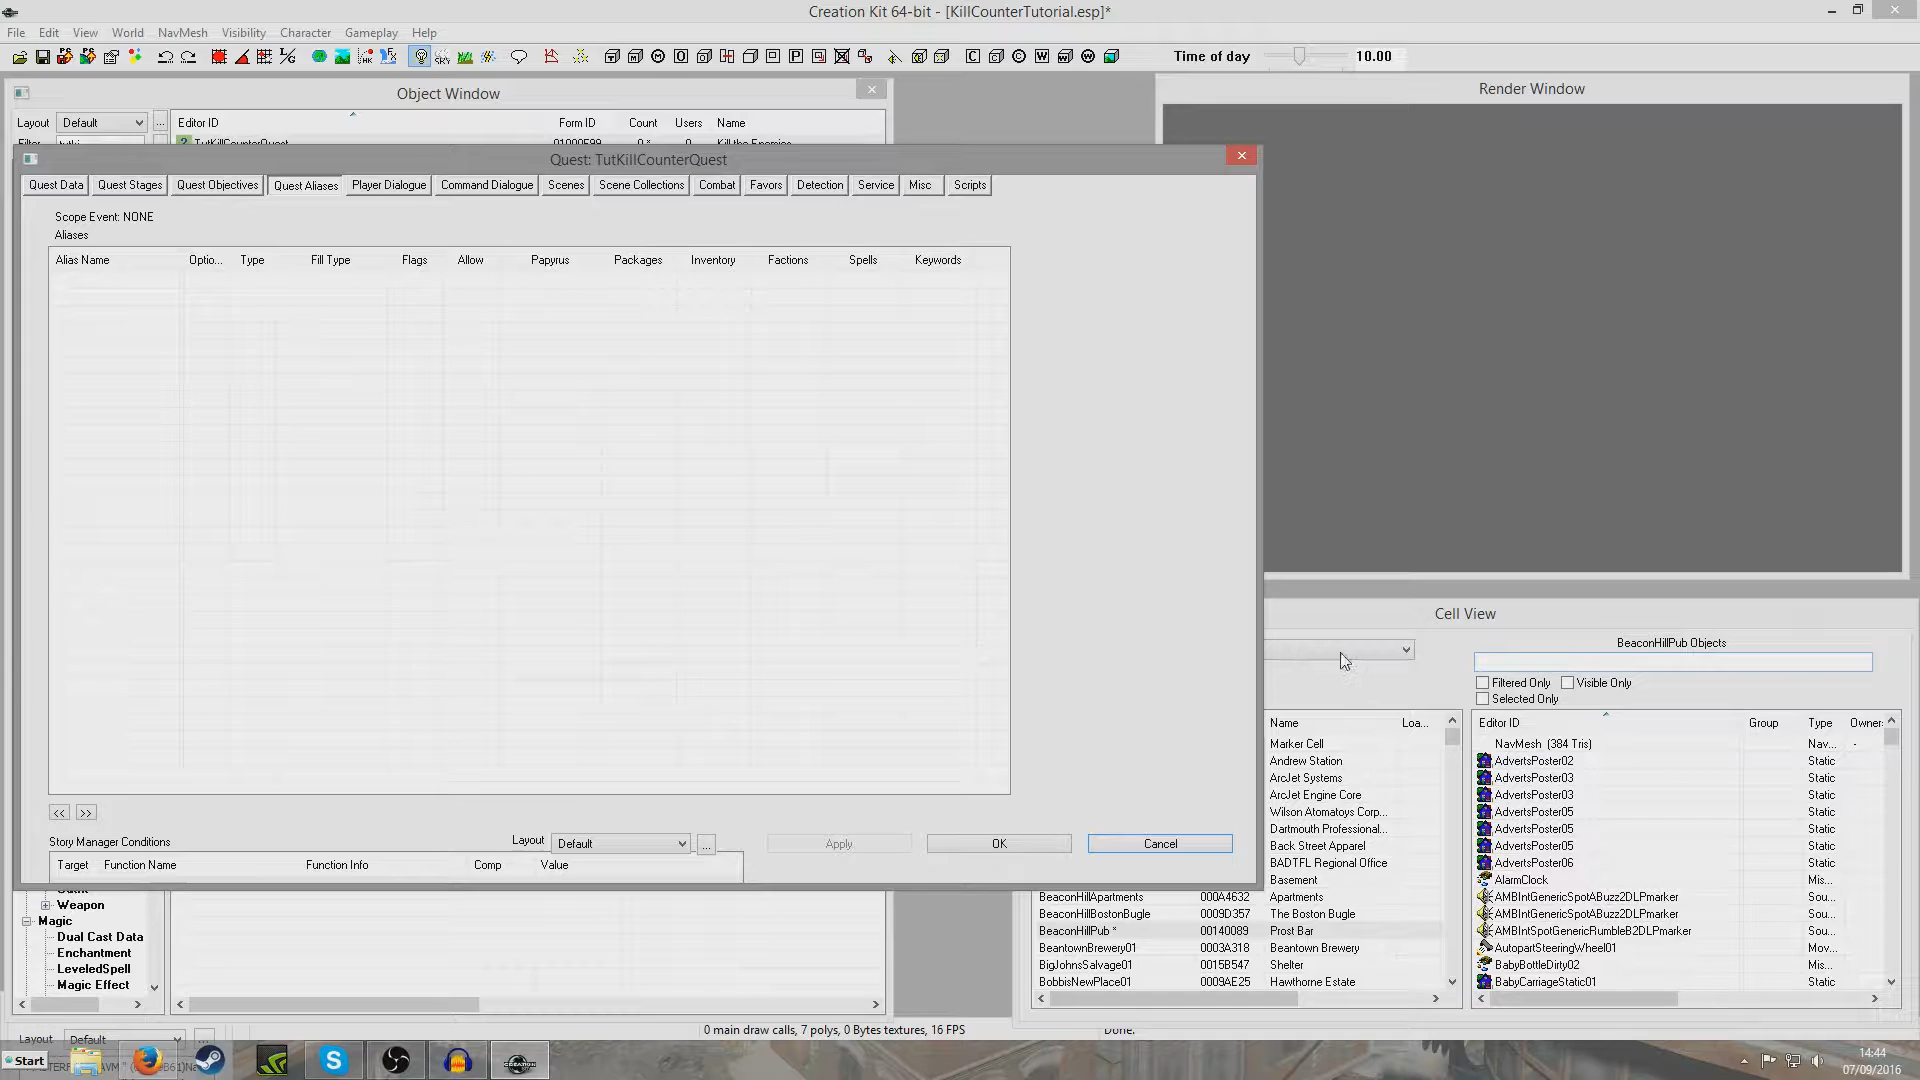 Creation Kit 64-bit - [KillCounterTutorial.esp]*
File Edit View World NavMesh Visibility Character Gameplay Help
Time of day 10.00
Object Window
Render Window
Layout Default ... Editor ID Form ID Count Users Name
Quest: TutKillCounterQuest
Quest Data Quest Stages Quest Objectives Quest Aliases Player Dialogue Command Dialogue Scenes Scene Collections Combat Favors Detection Service Misc Scripts
Scope Event: NONE
Aliases
Alias Name Optio... Type Fill Type Flags Allow Papyrus Packages Inventory Factions Spells Keywords
<< >>
Story Manager Conditions
Layout Default ... Apply OK Cancel
Target Function Name Function Info Comp Value
Cell View
BeaconHillPub Objects
Filtered Only Visible Only
Selected Only
Name Loa...
Marker Cell
Andrew Station
ArcJet Systems
ArcJet Engine Core
Wilson Atomatoys Corp...
Dartmouth Professional...
Back Street Apparel
BADTFL Regional Office
Basement
BeaconHillApartments 000A4632 Apartments
BeaconHillBostonBugle 0009D357 The Boston Bugle
BeaconHillPub * 00140089 Prost Bar
BeantownBrewery01 0003A318 Beantown Brewery
BigJohnsSalvage01 0015B547 Shelter
BobbisNewPlace01 0009AE25 Hawthorne Estate
Editor ID Group Type Owner
NavMesh (384 Tris) Nav... -
AdvertsPoster02 Static
AdvertsPoster03 Static
AdvertsPoster03 Static
AdvertsPoster05 Static
AdvertsPoster05 Static
AdvertsPoster05 Static
AdvertsPoster06 Static
AlarmClock Mis...
AMBIntGenericSpotABuzz2DLPmarker Sou...
AMBIntGenericSpotABuzz2DLPmarker Sou...
AMBIntSpotGenericRumbleB2DLPmarker Sou...
AutopartSteeringWheel01 Mov...
BabyBottleDirty02 Mis...
BabyCarriageStatic01 Static
Weapon
Magic
Dual Cast Data
Enchantment
LeveledSpell
Magic Effect
0 main draw calls, 7 polys, 0 Bytes textures, 16 FPS
Done.
Layout Default
Start
14:44
07/09/2016